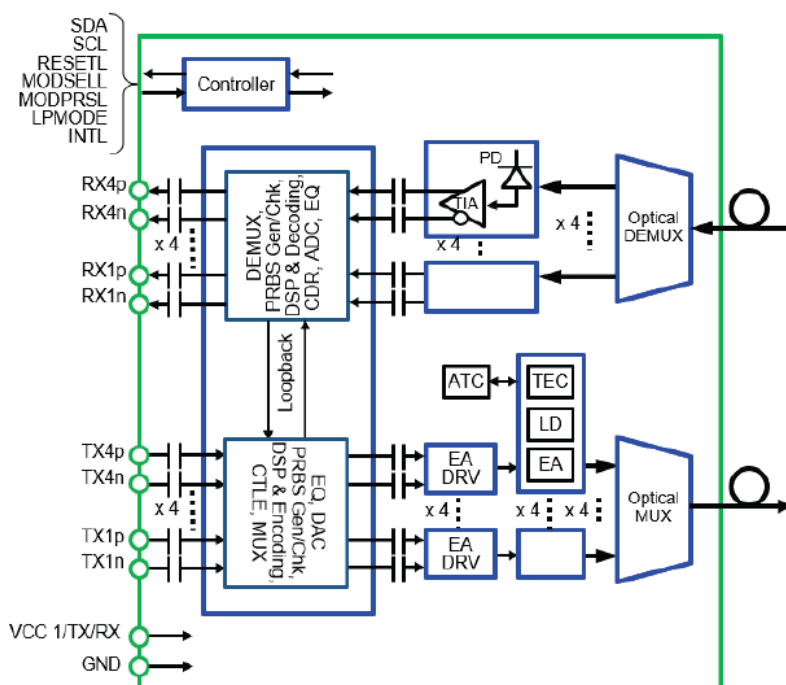 SDA
SCL
RESETL
MODSELL
MODPRSL
LPMODE
INTL
Controller
RX4p
RX4n
x 4
RX1p
RX1n
DEMUX,
PRBS Gen/Chk,
DSP & Decoding,
CDR, ADC, EQ
PD
TIA
x 4
x 4
Optical
DEMUX
Loopback
ATC
TEC
LD
EA
TX4p
TX4n
x 4
TX1p
TX1n
EQ, DAC
PRBS Gen/Chk,
DSP & Encoding,
CTLE, MUX
EA
DRV
x 4
EA
DRV
x 4
x 4
Optical
MUX
VCC 1/TX/RX
GND